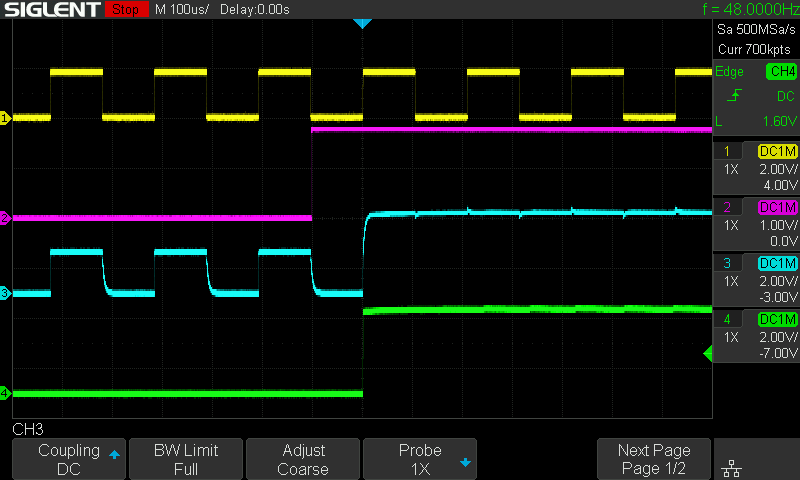 SIGLENT Stop M 100us/ Delay:0.00s f = 48.0000Hz
Sa 500MSa/s
Curr 700kpts
Edge CH4
DC
L 1.60V
1 DC1M
1X 2.00V/
4.00V
2 DC1M
1X 1.00V/
0.0V
3 DC1M
1X 2.00V/
-3.00V
4 DC1M
1X 2.00V/
-7.00V
1
2
3
4
CH3
Coupling
DC
BW Limit
Full
Adjust
Coarse
Probe
1X
Next Page
Page 1/2